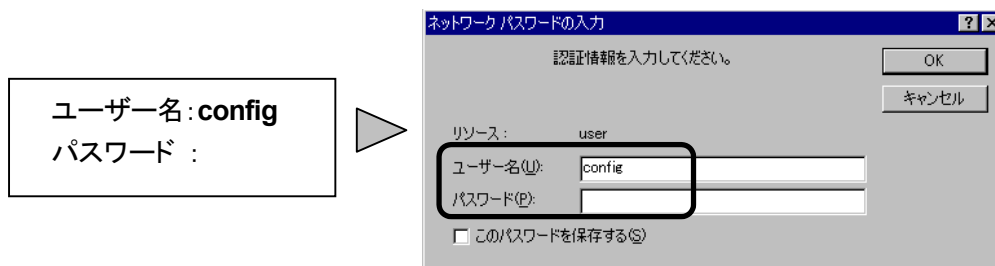 ユーザー名：config
パスワード ：
ネットワーク パスワードの入力
認証情報を入力してください。
OK
キャンセル
リソース： user
ユーザー名(U): config
パスワード(P):
このパスワードを保存する(S)